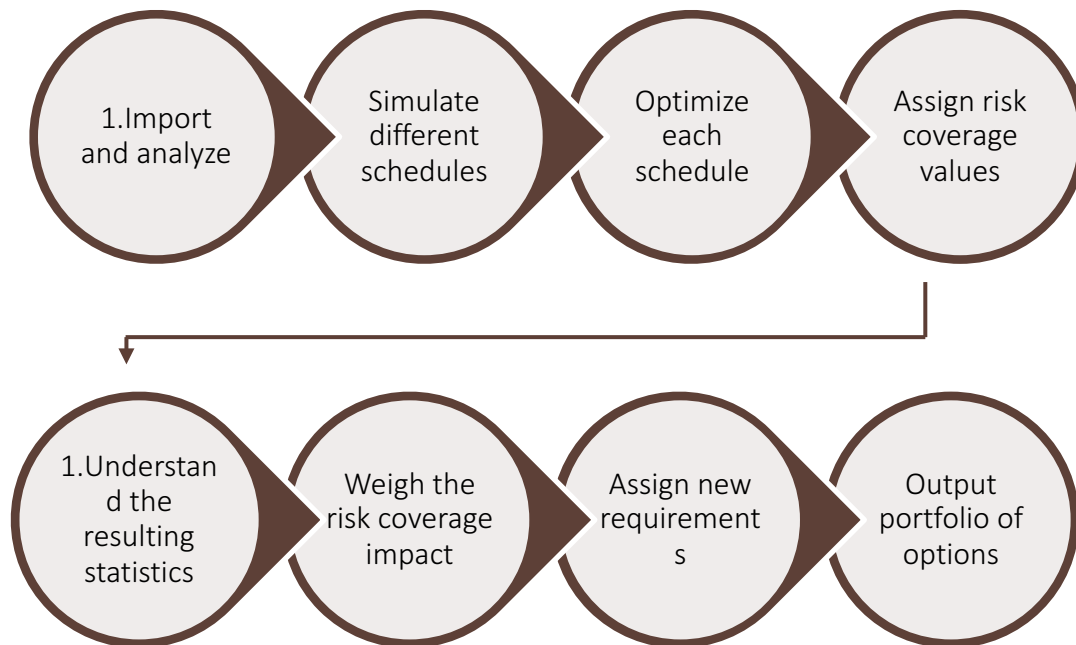 1.Import
and analyze
Simulate
different
schedules
Optimize
each
schedule
Assign risk
coverage
values
1.Understan
d the
resulting
statistics
Weigh the
risk coverage
impact
Assign new
requirement
s
Output
portfolio of
options